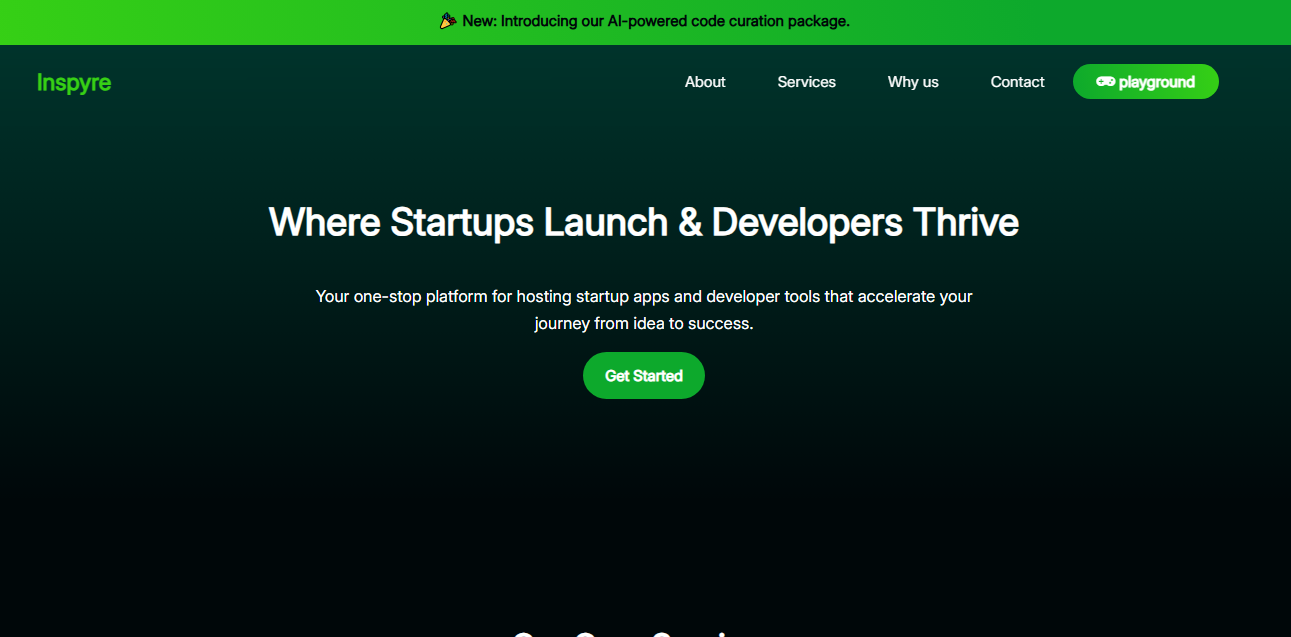 🎉 New: Introducing our AI-powered code curation package.
Inspyre
About
Services
Why us
Contact
🎮 playground
Where Startups Launch & Developers Thrive
Your one-stop platform for hosting startup apps and developer tools that accelerate your
journey from idea to success.
Get Started